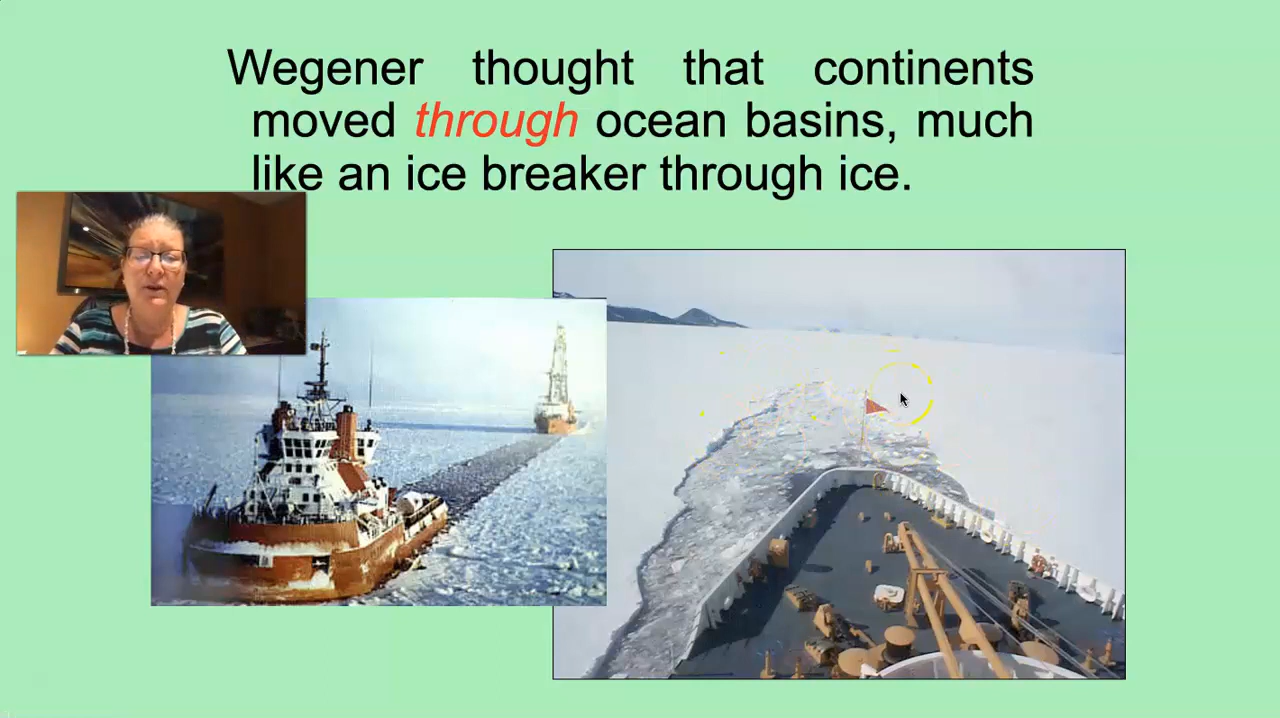 Wegener thought that continents
moved through ocean basins, much
like an ice breaker through ice.